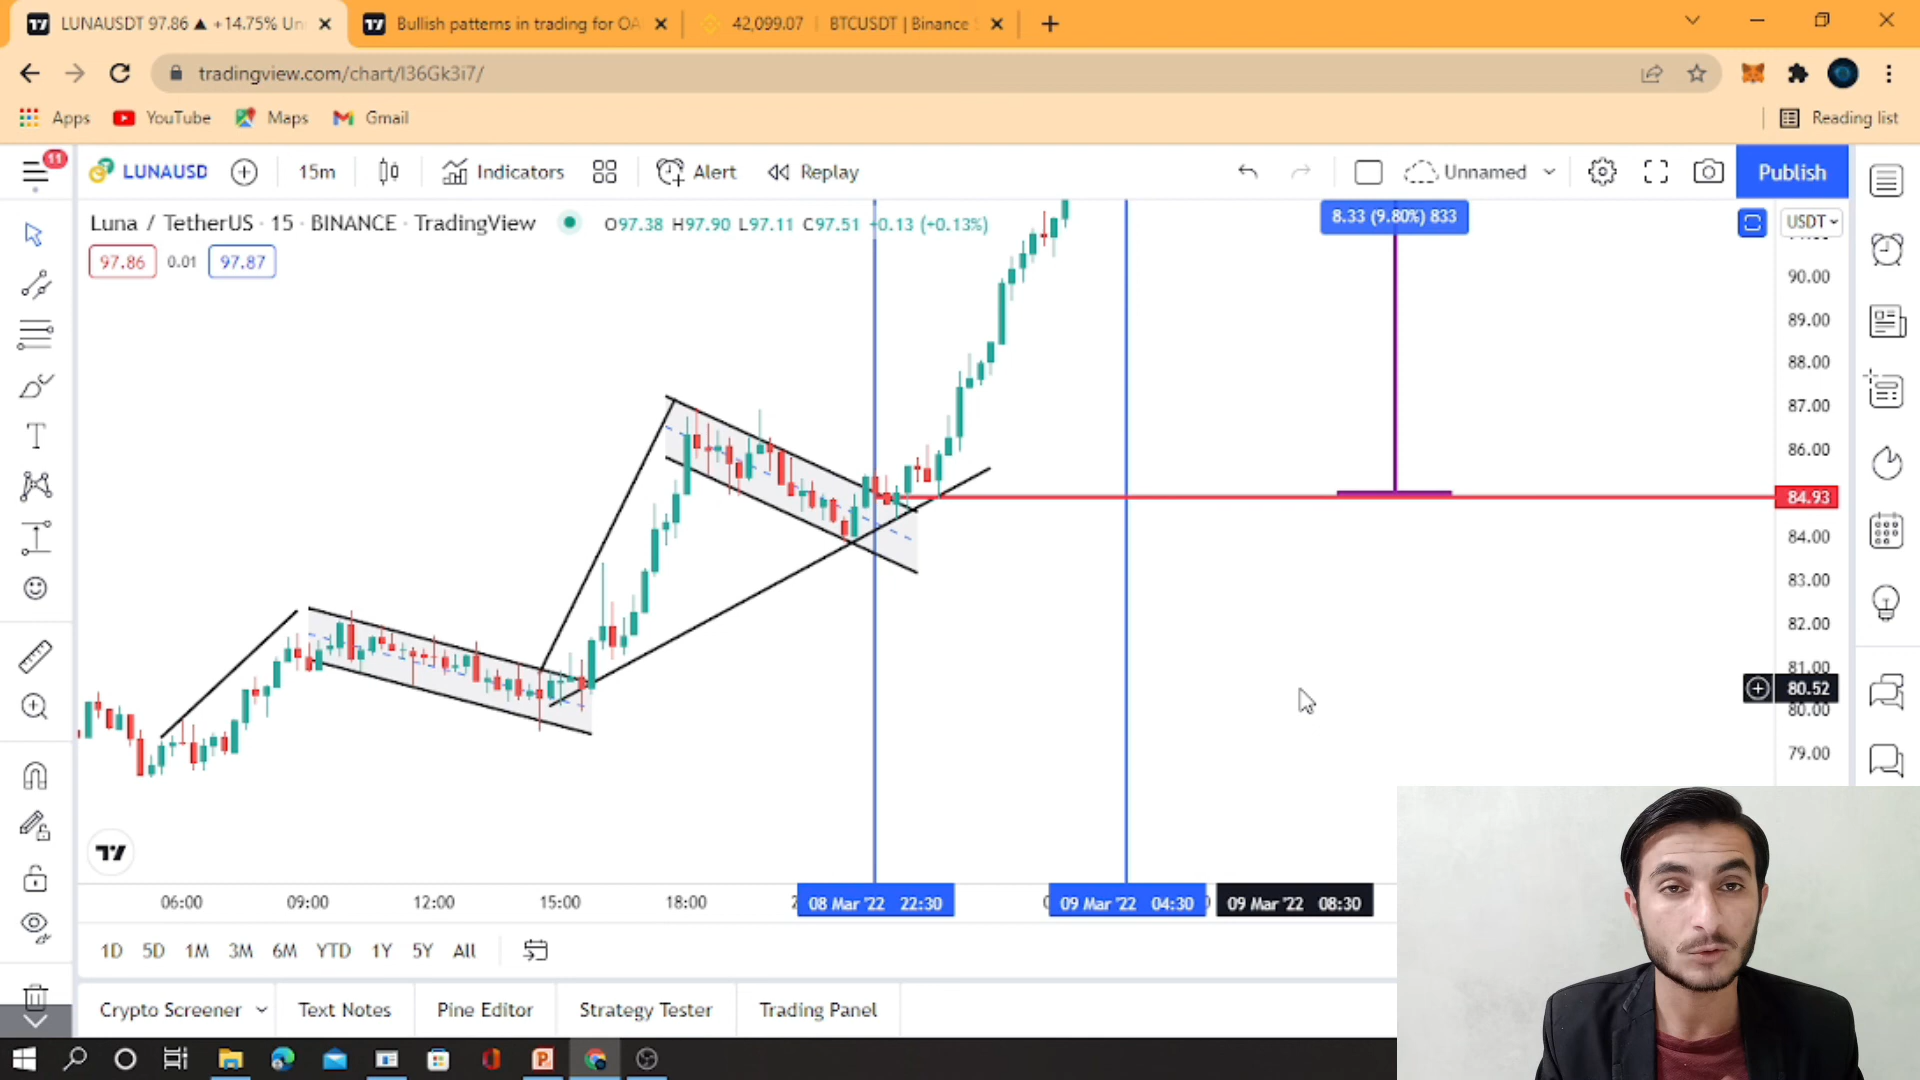 LUNAUSDT 97.86 ▲ +14.75% Un
Bullish patterns in trading for OA
42,099.07 BTCUSDT | Binance
tradingview.com/chart/I36Gk3i7/
Apps YouTube Maps Gmail
Reading list
11
LUNAUSD 15m Indicators Alert Replay Unnamed Publish
Luna / TetherUS · 15 · BINANCE · TradingView
O97.38 H97.90 L97.11 C97.51 +0.13 (+0.13%)
8.33 (9.80%) 833
USDT
97.86 0.01 97.87
90.00
89.00
88.00
87.00
86.00
84.93
84.00
83.00
82.00
81.00
80.52
80.00
79.00
06:00 09:00 12:00 15:00 18:00 08 Mar '22 22:30 09 Mar '22 04:30 09 Mar '22 08:30
1D 5D 1M 3M 6M YTD 1Y 5Y All
Crypto Screener Text Notes Pine Editor Strategy Tester Trading Panel